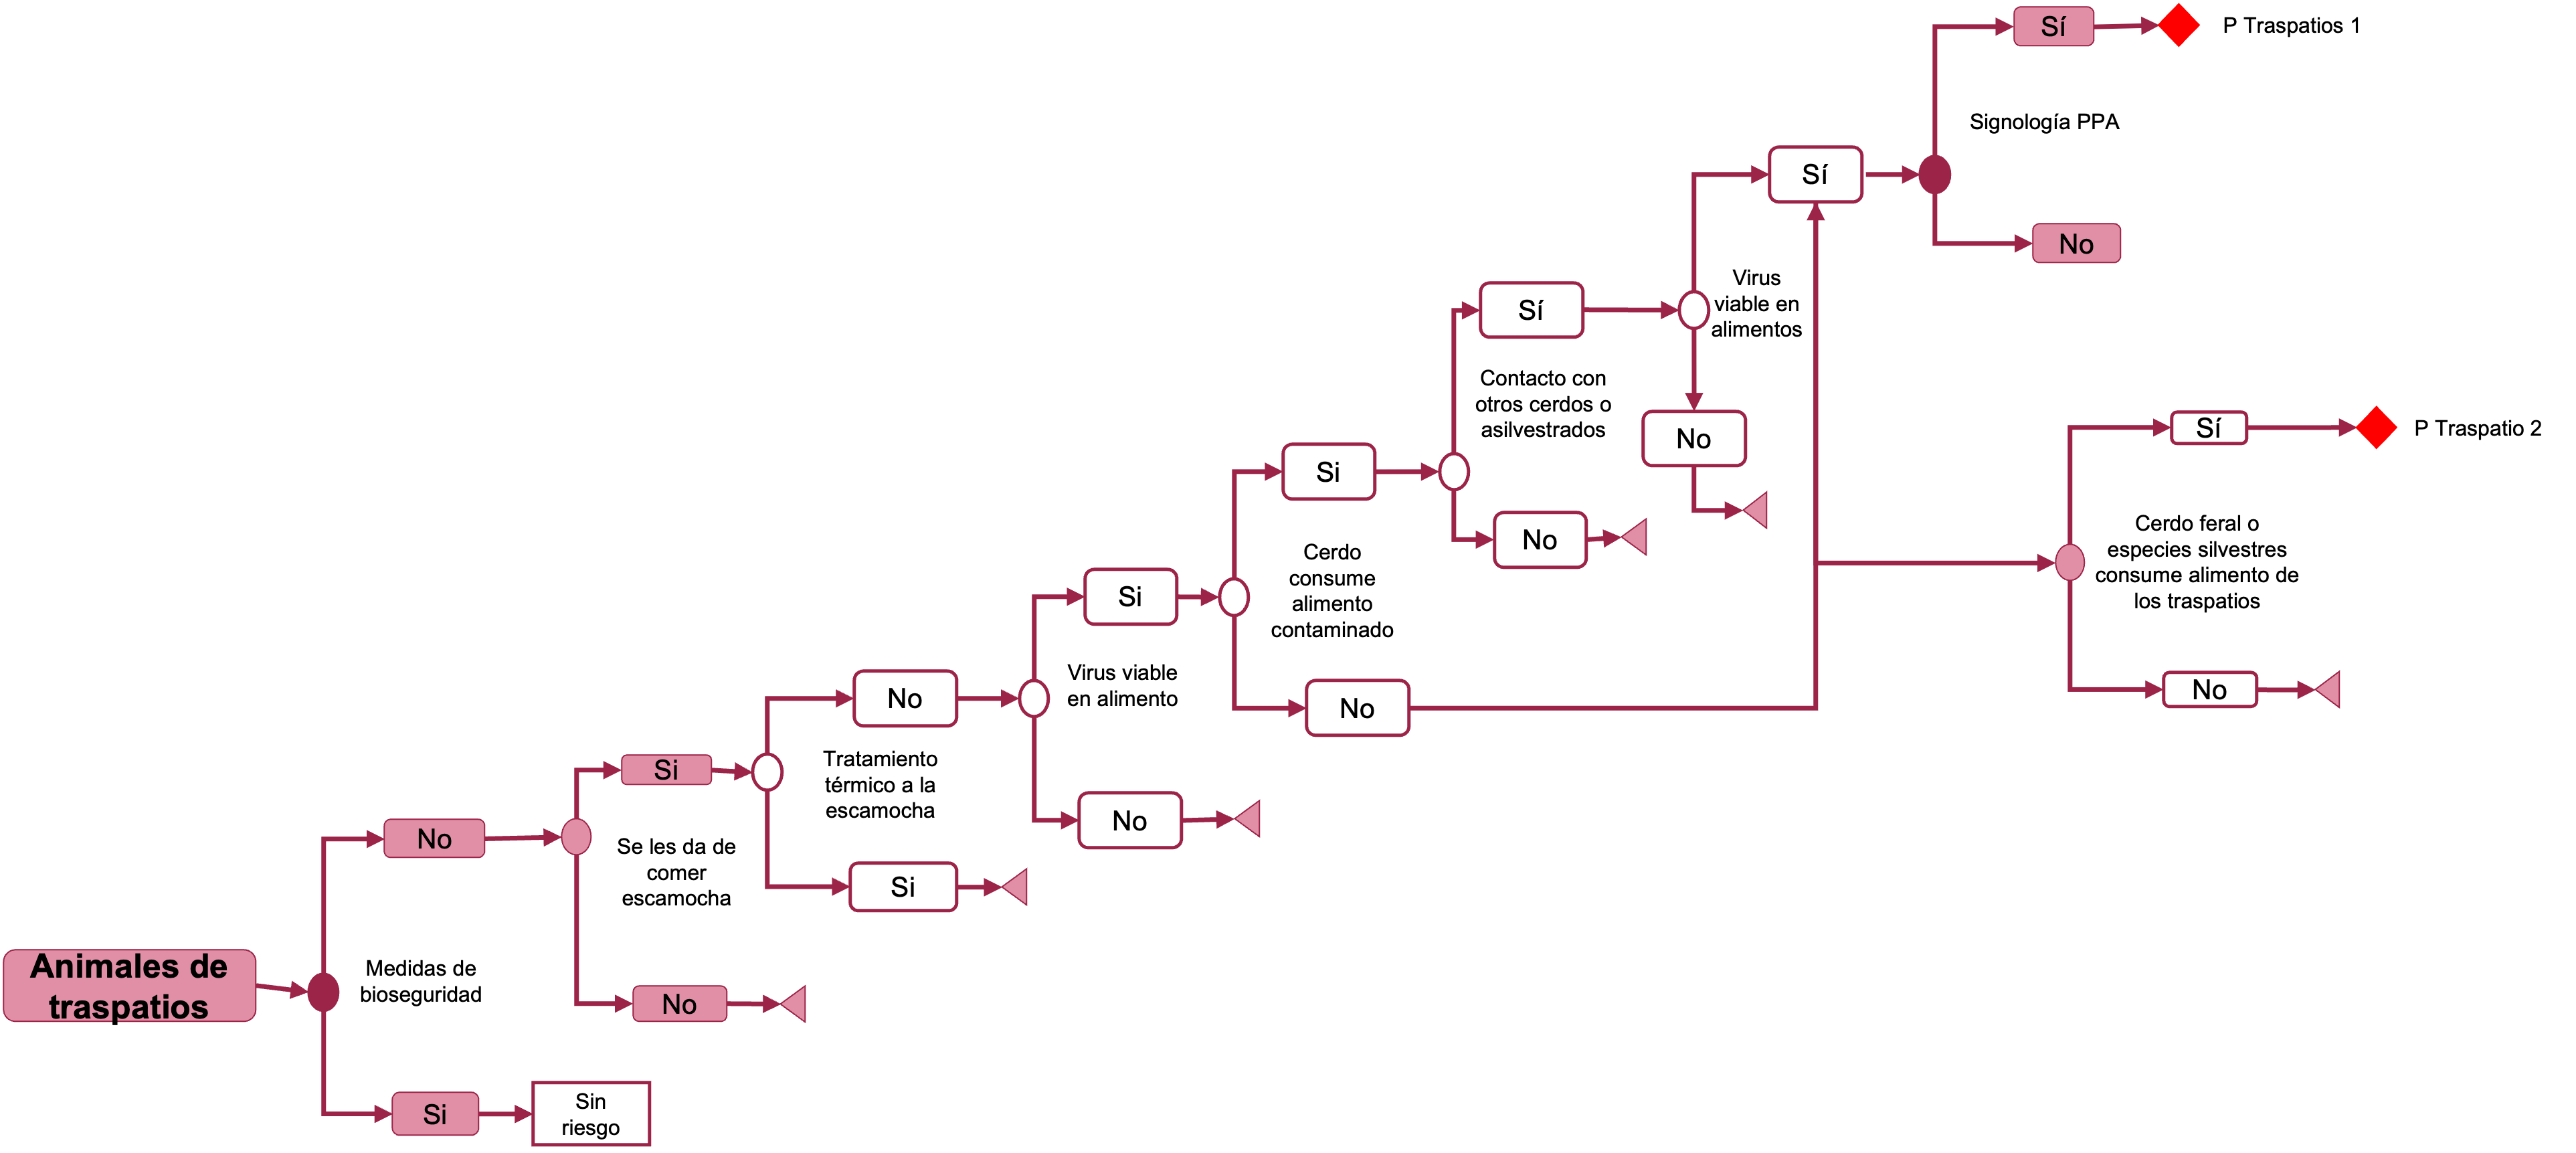 Sí
P Traspatios 1
Signología PPA
Sí
No
Virus
viable en
alimentos
Sí
Contacto con
otros cerdos o
asilvestrados
No
Sí
P Traspatio 2
Si
No
Cerdo feral o
especies silvestres
consume alimento de
los traspatios
Cerdo
consume
alimento
contaminado
Si
No
No
Virus viable
en alimento
No
Tratamiento
térmico a la
escamocha
No
Si
Se les da de
comer
escamocha
No
Si
Animales de
traspatios
Medidas de
bioseguridad
No
Si
Sin
riesgo